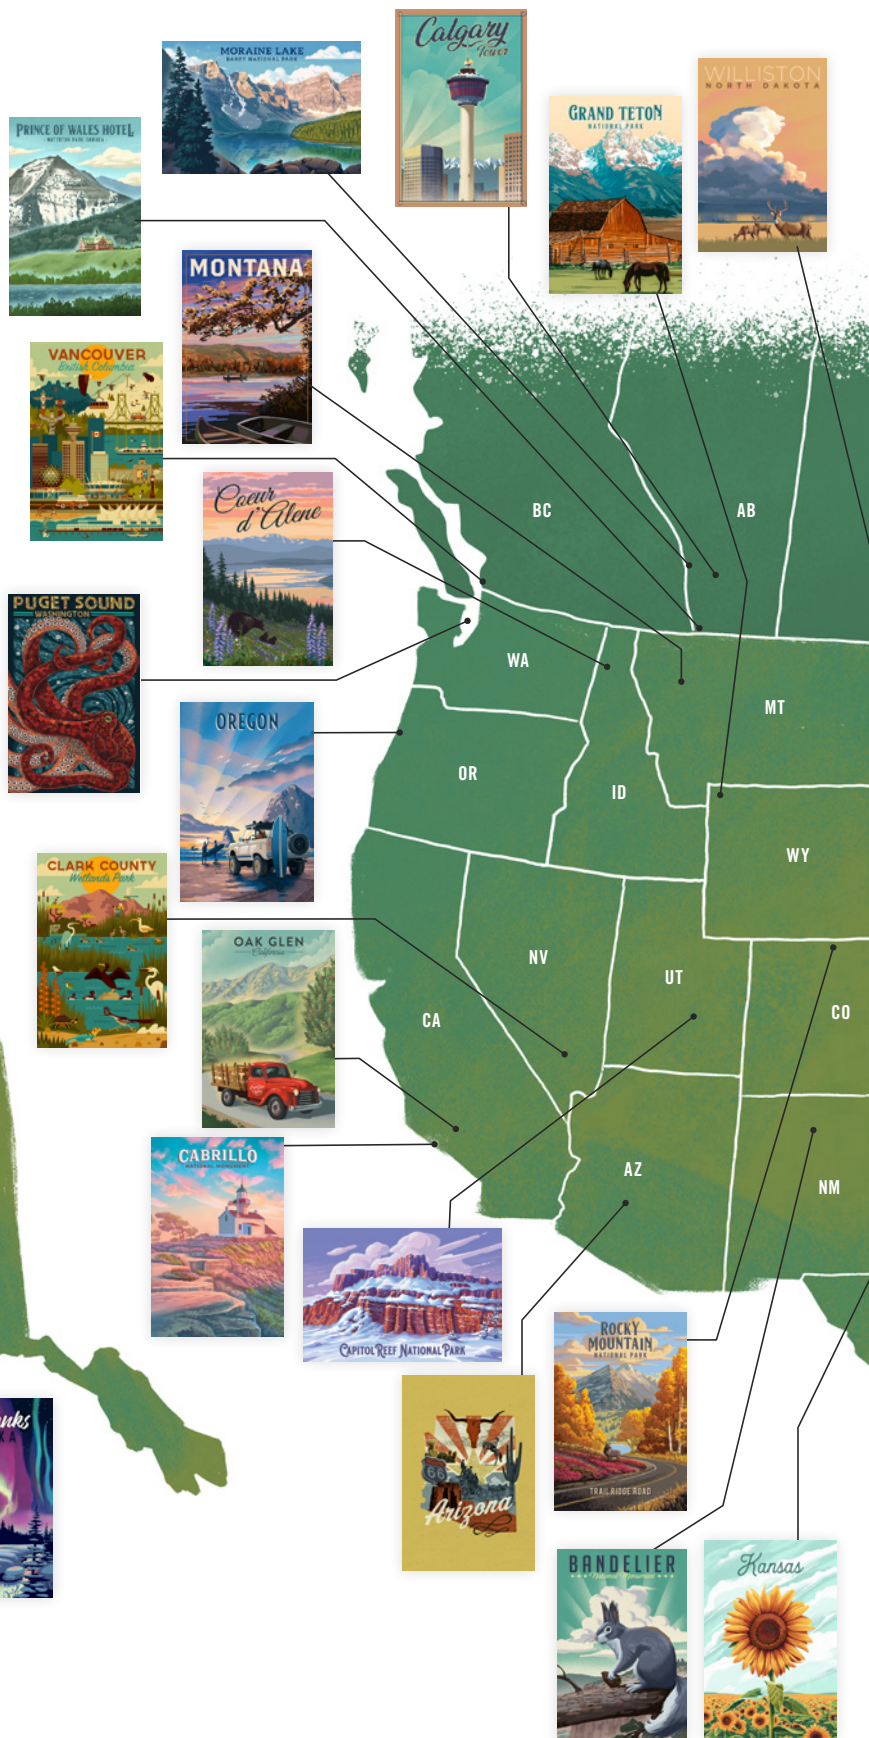 Calgary
Tower
MORAINE LAKE
BANFF NATIONAL PARK
WILLISTON
NORTH DAKOTA
GRAND TETON
NATIONAL PARK
PRINCE OF WALES HOTEL
MONTANA
VANCOUVER
British Columbia
Coeur
d'Alene
BC
AB
PUGET SOUND
WASHINGTON
WA
MT
OREGON
OR
ID
WY
CLARK COUNTY
Wetlands Park
OAK GLEN
California
NV
UT
CO
CA
CABRILLO
NATIONAL MONUMENT
AZ
NM
CAPITOL REEF NATIONAL PARK
ROCKY
MOUNTAIN
NATIONAL PARK
TRAIL RIDGE ROAD
66
Arizona
nks
KA
BANDELIER
National Monument
Kansas